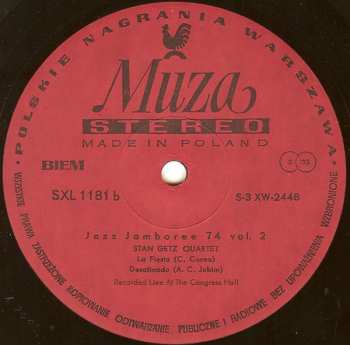 • POLSKIE NAGRANIA WARSZAWA •
Muza
STEREO
MADE IN POLAND
BIEM
SXL 1181 b
S-3 XW-2446
Jazz Jamboree 74 vol. 2
STAN GETZ QUARTET
La Fiesta (C. Corea)
Desafinado (A. C. Jobim)
Recorded Live At The Congress Hall
WSZELKIE PRAWA ZASTRZEŻONE KOPIOWANIE ODTWARZANIE PUBLICZNE I RADIOWE BEZ UPOWAŻNIENIA WZBRONIONE